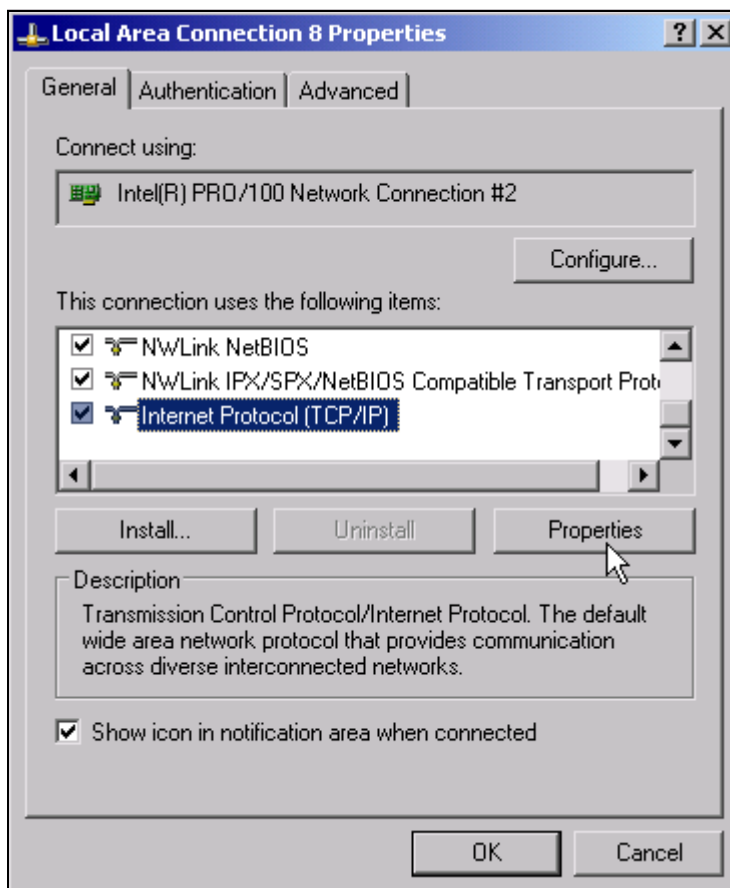 Local Area Connection 8 Properties
General
Authentication
Advanced
Connect using:
Intel(R) PRO/100 Network Connection #2
Configure...
This connection uses the following items:
NWLink NetBIOS
NWLink IPX/SPX/NetBIOS Compatible Transport
Internet Protocol (TCP/IP)
Install...
Uninstall
Properties
Description
Transmission Control Protocol/Internet Protocol. The default
wide area network protocol that provides communication
across diverse interconnected networks.
Show icon in notification area when connected
OK
Cancel